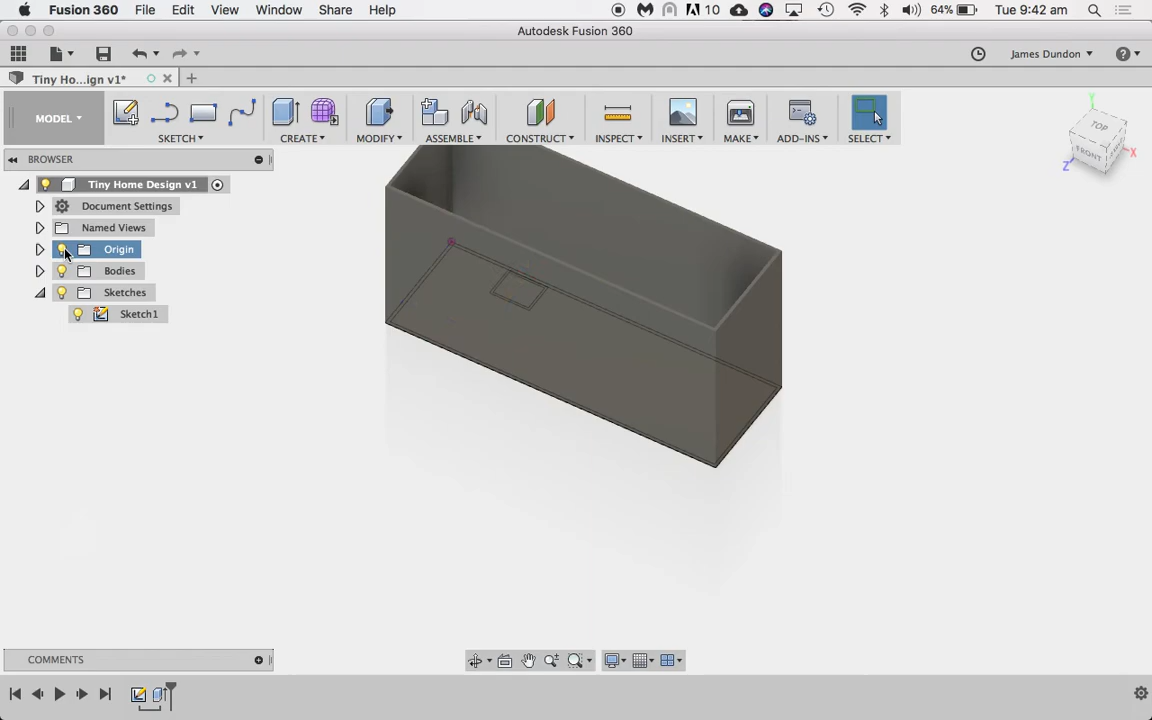 Fusion 360 File Edit View Window Share Help 10 64% Tue 9:42 am
Autodesk Fusion 360
James Dundon
Tiny Ho...ign v1*
MODEL
SKETCH CREATE MODIFY ASSEMBLE CONSTRUCT INSPECT INSERT MAKE ADD-INS SELECT
BROWSER
TOP
FRONT
X
Y
Z
Tiny Home Design v1
Document Settings
Named Views
Origin
Bodies
Sketches
Sketch1
COMMENTS